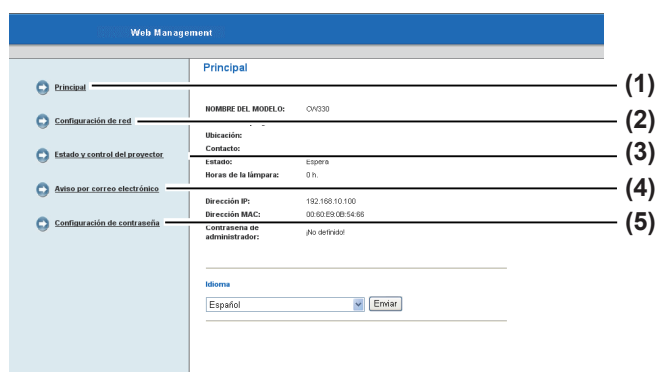 Web Management
Principal
Configuración de red
Estado y control del proyector
Aviso por correo electrónico
Configuración de contraseña
Principal
NOMBRE DEL MODELO: CW330
Ubicación:
Contacto:
Estado: Espera
Horas de la lámpara: 0 h.
Dirección IP: 192.168.10.100
Dirección MAC: 00:60:E9:0B:54:66
Contraseña de
administrador: ¡No definido!
Idioma
Español Enviar
(1)
(2)
(3)
(4)
(5)